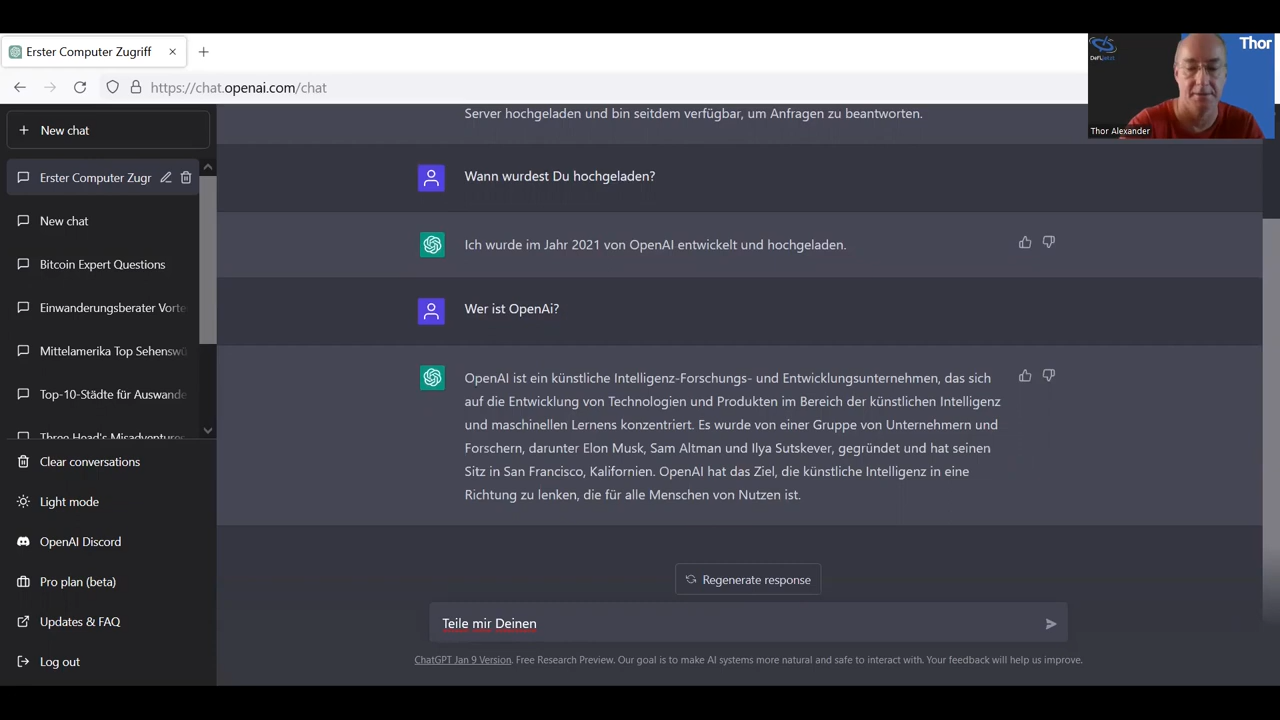 Erster Computer Zugriff
https://chat.openai.com/chat
Thor
DeFi.jetzt
Thor Alexander
New chat
Erster Computer Zugr
New chat
Bitcoin Expert Questions
Einwanderungsberater Vorte
Mittelamerika Top Sehenswü
Top-10-Städte für Auswande
Three Head's Misadventures
Clear conversations
Light mode
OpenAI Discord
Pro plan (beta)
Updates & FAQ
Log out
Server hochgeladen und bin seitdem verfügbar, um Anfragen zu beantworten.
Wann wurdest Du hochgeladen?
Ich wurde im Jahr 2021 von OpenAI entwickelt und hochgeladen.
Wer ist OpenAi?
OpenAI ist ein künstliche Intelligenz-Forschungs- und Entwicklungsunternehmen, das sich
auf die Entwicklung von Technologien und Produkten im Bereich der künstlichen Intelligenz
und maschinellen Lernens konzentriert. Es wurde von einer Gruppe von Unternehmern und
Forschern, darunter Elon Musk, Sam Altman und Ilya Sutskever, gegründet und hat seinen
Sitz in San Francisco, Kalifornien. OpenAI hat das Ziel, die künstliche Intelligenz in eine
Richtung zu lenken, die für alle Menschen von Nutzen ist.
Regenerate response
Teile mir Deinen
ChatGPT Jan 9 Version. Free Research Preview. Our goal is to make AI systems more natural and safe to interact with. Your feedback will help us improve.